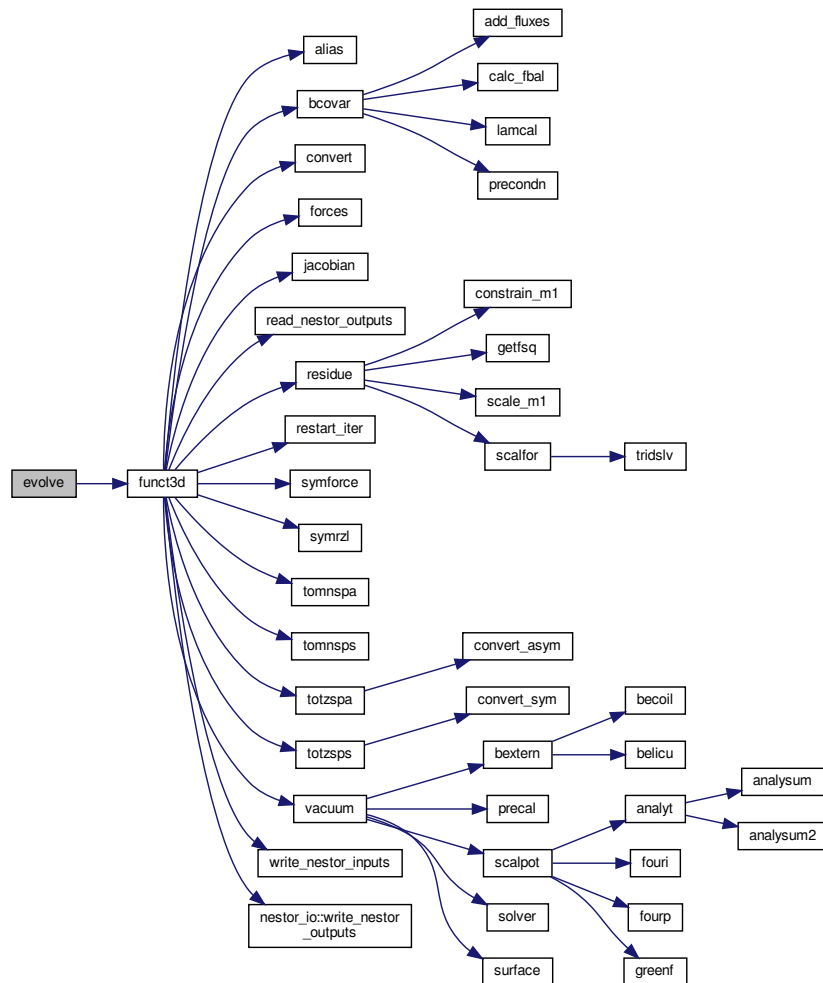 add_fluxes
alias
calc_fbal
bcovar
lamcal
convert
precondn
forces
jacobian
constrain_m1
read_nestor_outputs
getfsq
residue
scale_m1
restart_iter
scalfor
tridslv
evolve
funct3d
symforce
symrzl
tomnspa
tomnsps
convert_asym
totzspa
convert_sym
becoil
totzsps
bextern
belicu
analysum
vacuum
precal
analyt
analysum2
write_nestor_inputs
scalpot
fouri
nestor_io::write_nestor
_outputs
solver
fourp
surface
greenf